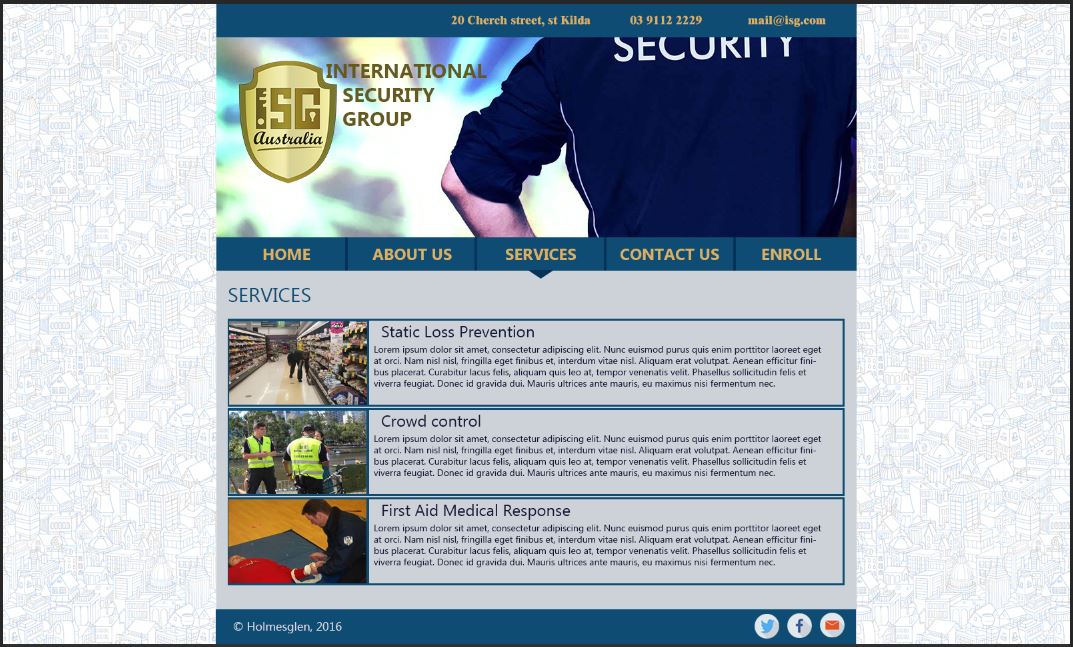 20 Cherch street, st Kilda 03 9112 2229 mail@isg.com
SECURITY
INTERNATIONAL
SECURITY
GROUP
iSG
Australia
HOME ABOUT US SERVICES CONTACT US ENROLL
SERVICES
Static Loss Prevention
Lorem ipsum dolor sit amet, consectetur adipiscing elit. Nunc euismod purus quis enim porttitor laoreet eget
at orci. Nam nisl nisl, fringilla eget finibus et, interdum vitae nisl. Aliquam erat volutpat. Aenean efficitur fini-
bus placerat. Curabitur lacus felis, aliquam quis leo at, tempor venenatis velit. Phasellus sollicitudin felis et
viverra feugiat. Donec id gravida dui. Mauris ultrices ante mauris, eu maximus nisi fermentum nec.
Crowd control
Lorem ipsum dolor sit amet, consectetur adipiscing elit. Nunc euismod purus quis enim porttitor laoreet eget
at orci. Nam nisl nisl, fringilla eget finibus et, interdum vitae nisl. Aliquam erat volutpat. Aenean efficitur fini-
bus placerat. Curabitur lacus felis, aliquam quis leo at, tempor venenatis velit. Phasellus sollicitudin felis et
viverra feugiat. Donec id gravida dui. Mauris ultrices ante mauris, eu maximus nisi fermentum nec.
First Aid Medical Response
Lorem ipsum dolor sit amet, consectetur adipiscing elit. Nunc euismod purus quis enim porttitor laoreet eget
at orci. Nam nisl nisl, fringilla eget finibus et, interdum vitae nisl. Aliquam erat volutpat. Aenean efficitur fini-
bus placerat. Curabitur lacus felis, aliquam quis leo at, tempor venenatis velit. Phasellus sollicitudin felis et
viverra feugiat. Donec id gravida dui. Mauris ultrices ante mauris, eu maximus nisi fermentum nec.
© Holmesglen, 2016